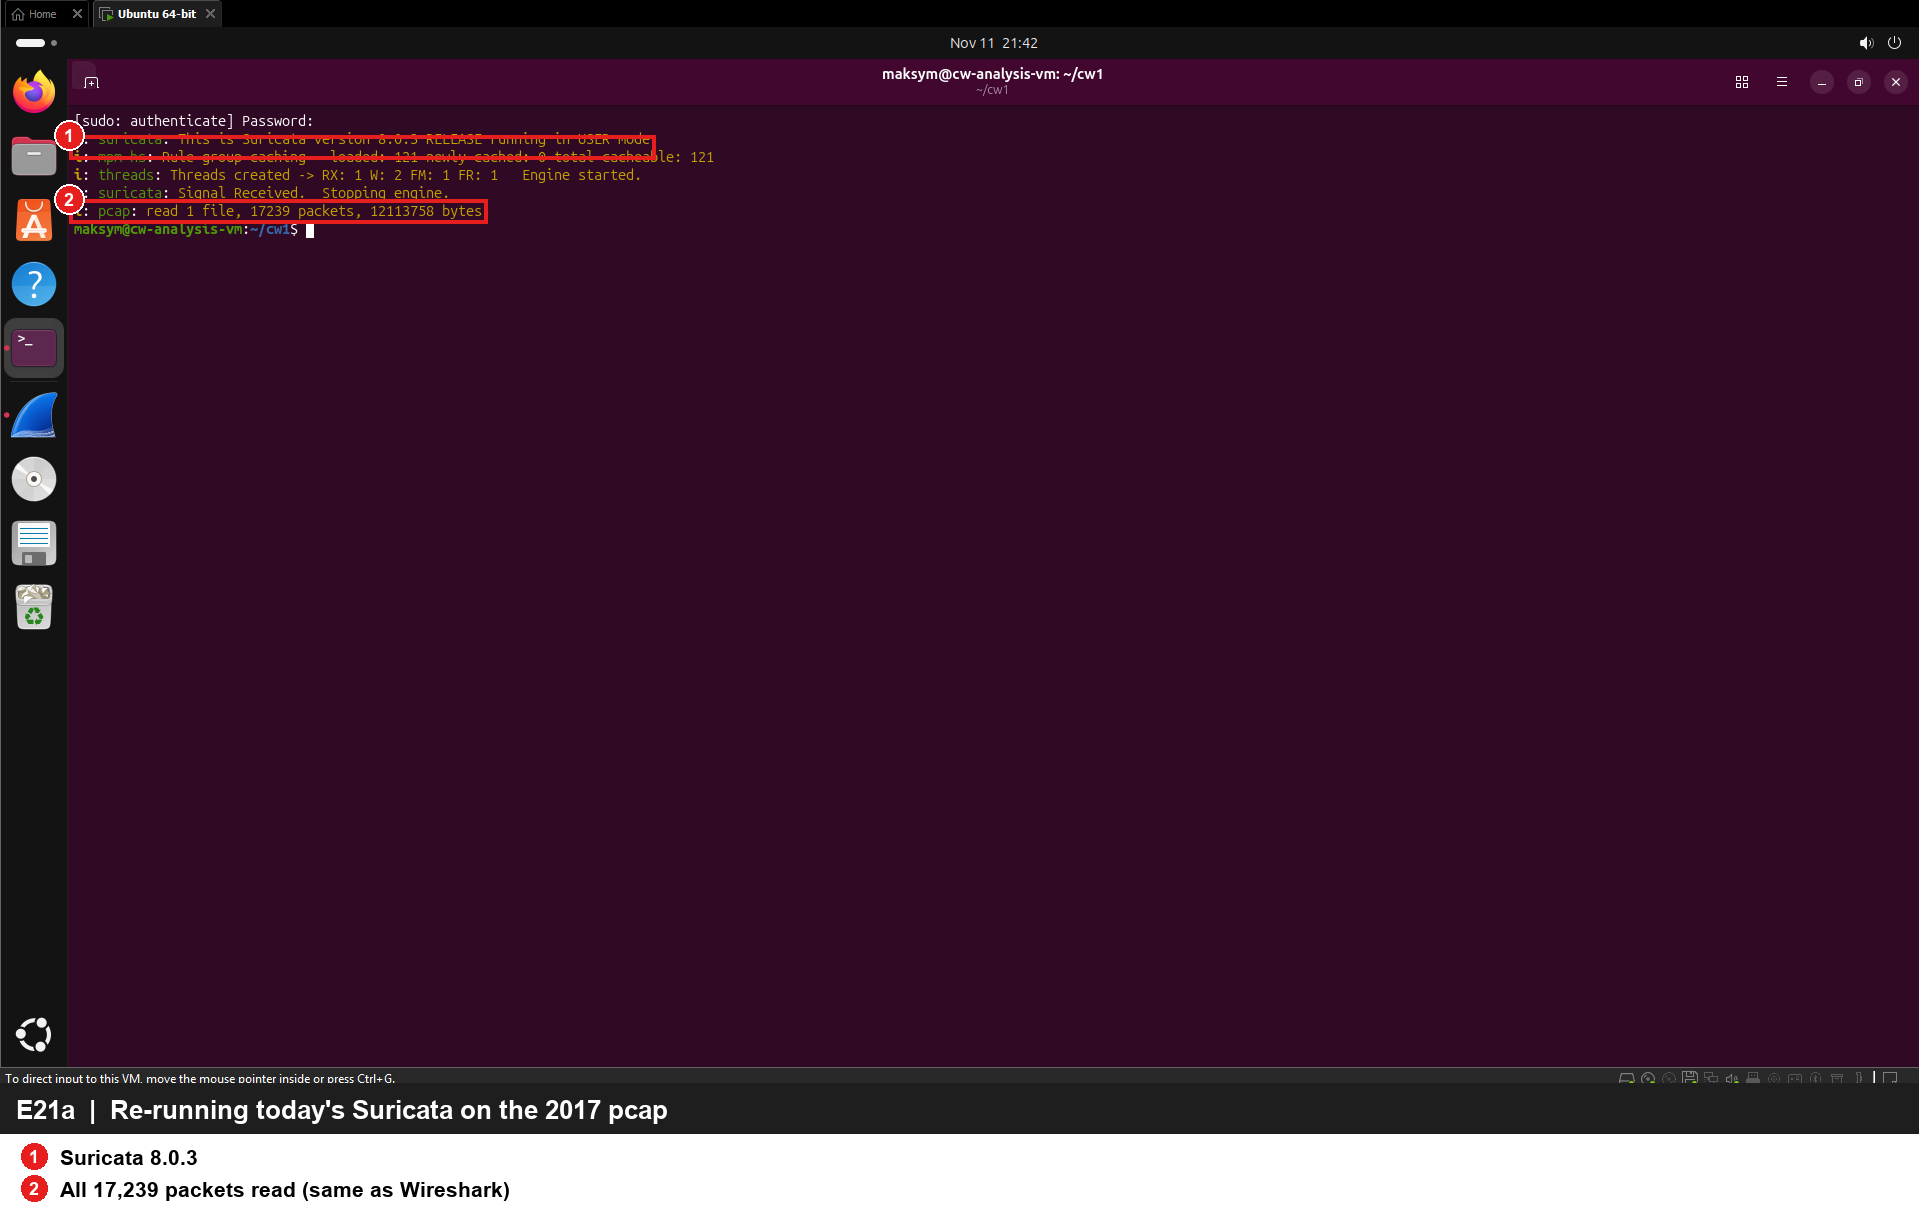 Home
Ubuntu 64-bit
Nov 11 21:42
maksym@cw-analysis-vm: ~/cw1
~/cw1
[sudo: authenticate] Password:
1
: suricata: This is Suricata version 8.0.3 RELEASE running in USER mode
i: mpm-hs: Rule group caching - loaded: 121 newly cached: 0 total cacheable: 121
i: threads: Threads created -> RX: 1 W: 2 FM: 1 FR: 1 Engine started.
2
: suricata: Signal Received. Stopping engine.
i: pcap: read 1 file, 17239 packets, 12113758 bytes
maksym@cw-analysis-vm:~/cw1$
To direct input to this VM, move the mouse pointer inside or press Ctrl+G.
E21a | Re-running today's Suricata on the 2017 pcap
1 Suricata 8.0.3
2 All 17,239 packets read (same as Wireshark)